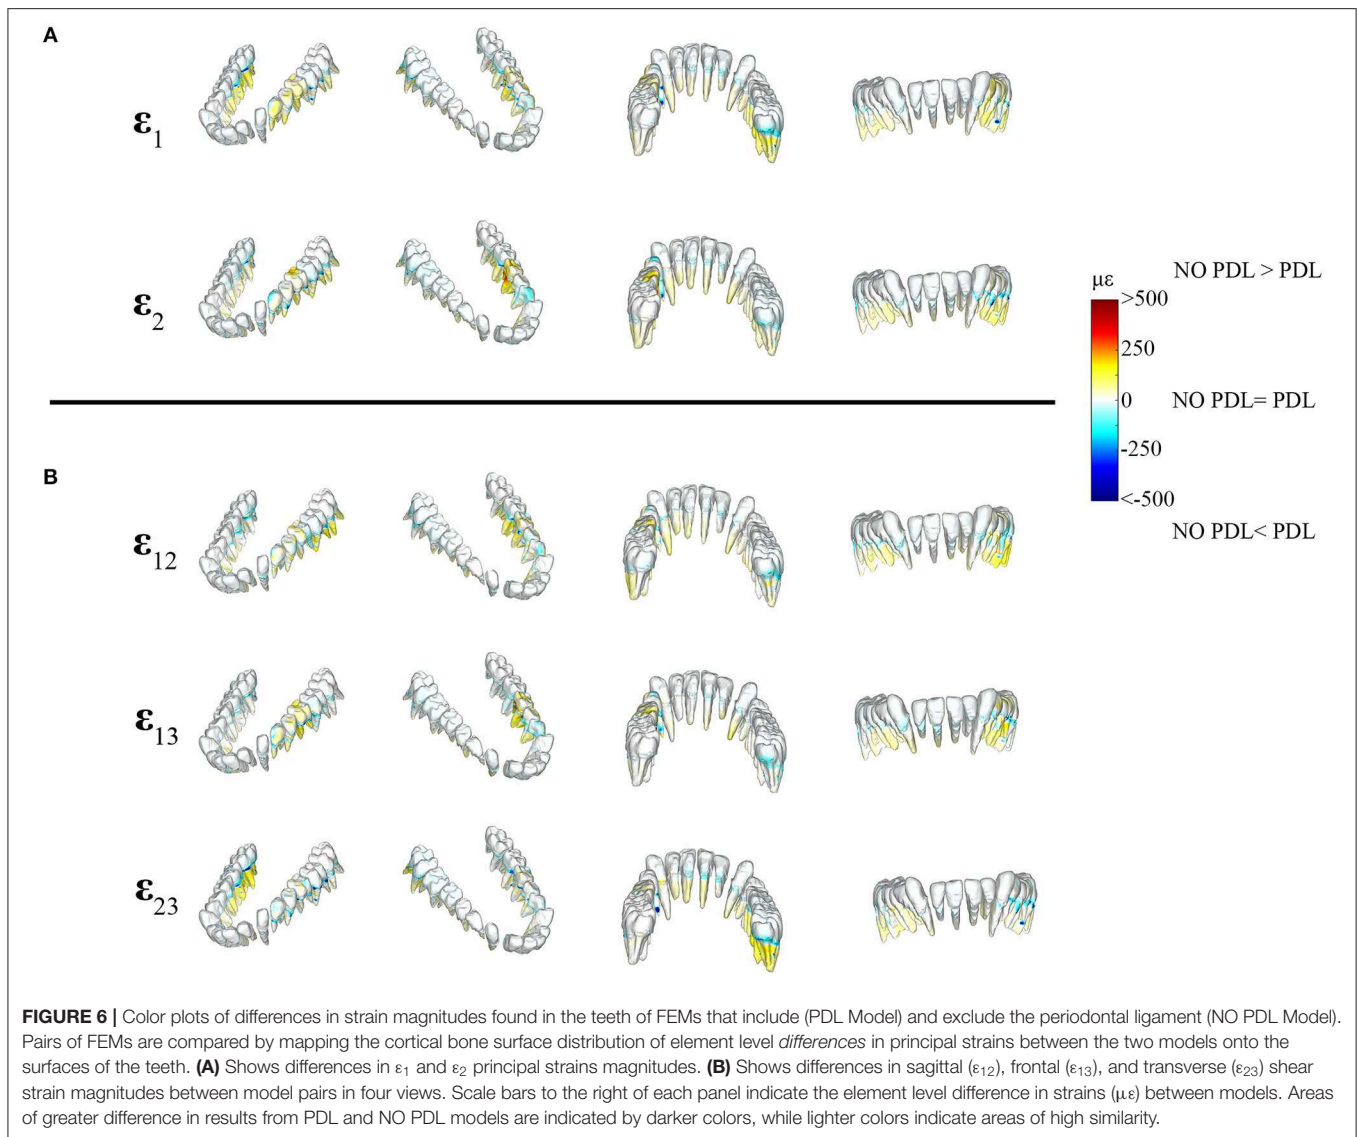 A
ε1
ε2
NO PDL > PDL
με
>500
250
0
NO PDL= PDL
-250
<-500
NO PDL< PDL
B
ε12
ε13
ε23
FIGURE 6 | Color plots of differences in strain magnitudes found in the teeth of FEMs that include (PDL Model) and exclude the periodontal ligament (NO PDL Model).
Pairs of FEMs are compared by mapping the cortical bone surface distribution of element level differences in principal strains between the two models onto the
surfaces of the teeth. (A) Shows differences in ε1 and ε2 principal strains magnitudes. (B) Shows differences in sagittal (ε12), frontal (ε13), and transverse (ε23) shear
strain magnitudes between model pairs in four views. Scale bars to the right of each panel indicate the element level difference in strains (με) between models. Areas
of greater difference in results from PDL and NO PDL models are indicated by darker colors, while lighter colors indicate areas of high similarity.